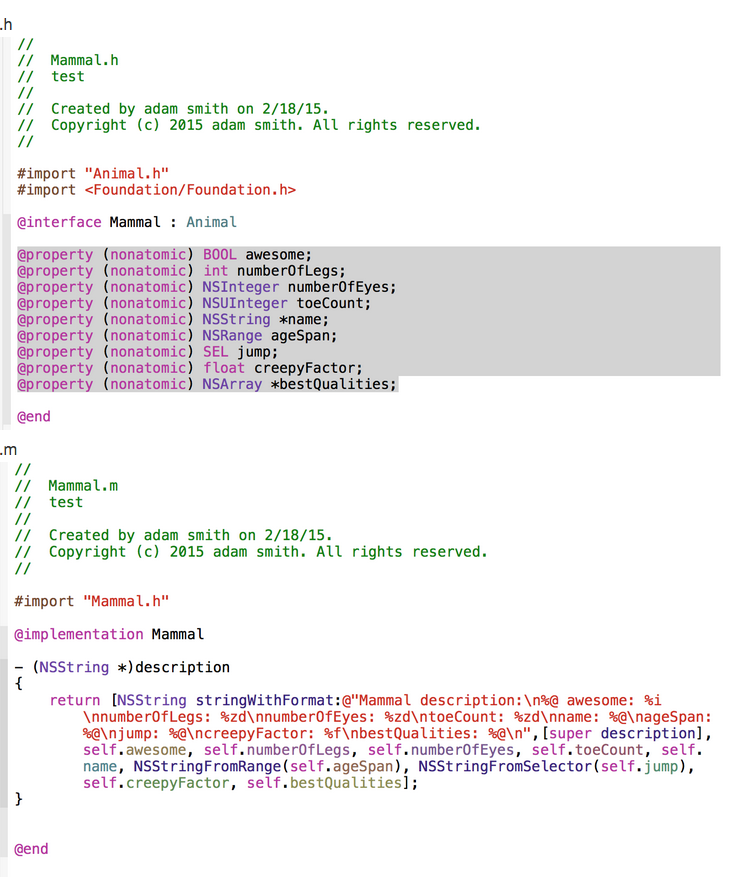 .h
//
//  Mammal.h
//  test
//
//  Created by adam smith on 2/18/15.
//  Copyright (c) 2015 adam smith. All rights reserved.
//
#import "Animal.h"
#import <Foundation/Foundation.h>
@interface Mammal : Animal
@property (nonatomic) BOOL awesome;
@property (nonatomic) int numberOfLegs;
@property (nonatomic) NSInteger numberOfEyes;
@property (nonatomic) NSUInteger toeCount;
@property (nonatomic) NSString *name;
@property (nonatomic) NSRange ageSpan;
@property (nonatomic) SEL jump;
@property (nonatomic) float creepyFactor;
@property (nonatomic) NSArray *bestQualities;
@end
.m
//
//  Mammal.m
//  test
//
//  Created by adam smith on 2/18/15.
//  Copyright (c) 2015 adam smith. All rights reserved.
//
#import "Mammal.h"
@implementation Mammal
- (NSString *)description
{
    return [NSString stringWithFormat:@"Mammal description:\n%@ awesome: %i
        \nnumberOfLegs: %zd\nnumberOfEyes: %zd\ntoeCount: %zd\nname: %@\nageSpan:
        %@\njump: %@\ncreepyFactor: %f\nbestQualities: %@\n",[super description],
        self.awesome, self.numberOfLegs, self.numberOfEyes, self.toeCount, self.
        name, NSStringFromRange(self.ageSpan), NSStringFromSelector(self.jump),
        self.creepyFactor, self.bestQualities];
}
@end